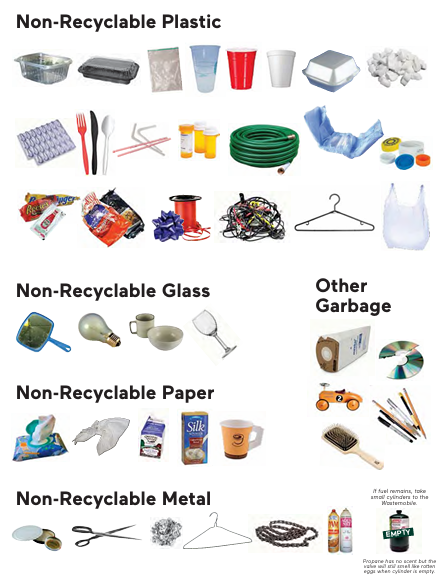 Non-Recyclable Plastic
Non-Recyclable Glass
Other
Garbage
2
Non-Recyclable Paper
Silk
Non-Recyclable Metal
If fuel remains, take
small cylinders to the
Wastemobile.
EMPTY
Propane has no scent but the
valve will still smell like rotten
eggs when cylinder is empty.